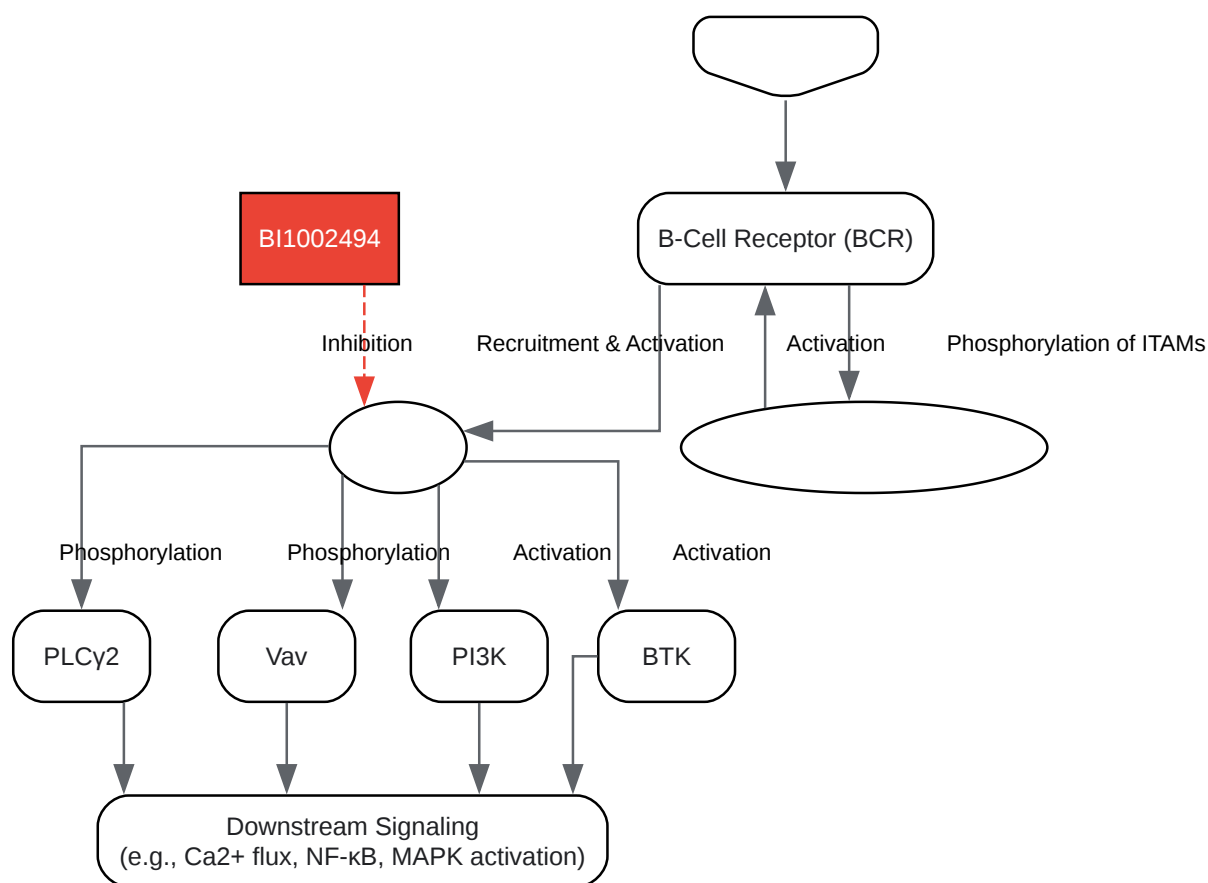 BI1002494
B-Cell Receptor (BCR)
Inhibition
Recruitment & Activation
Activation
Phosphorylation of ITAMs
Phosphorylation
Phosphorylation
Activation
Activation
PLCγ2
Vav
PI3K
BTK
Downstream Signaling
(e.g., Ca2+ flux, NF-κB, MAPK activation)